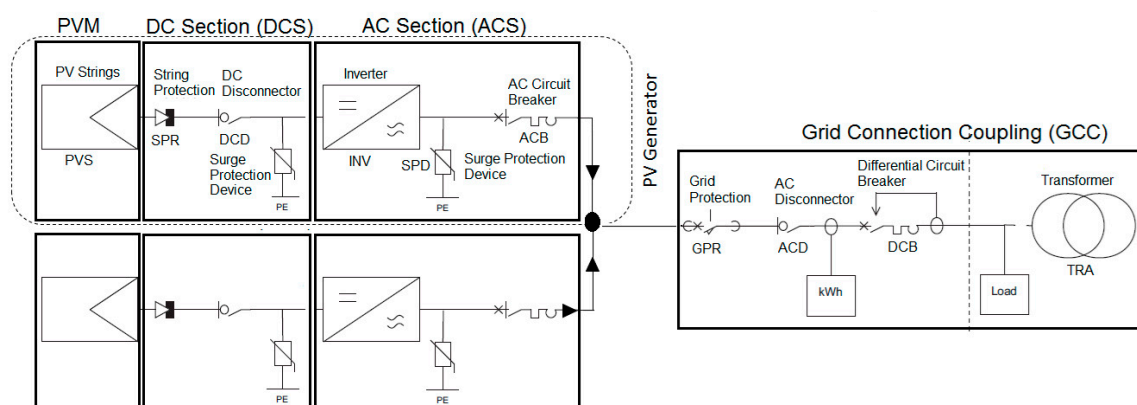 PVM
DC Section (DCS)
AC Section (ACS)
PV Strings
PVS
String
Protection
SPR
DC
Disconnector
DCD
Surge
Protection
Device
PE
Inverter
INV
SPD
Surge Protection
Device
PE
AC Circuit
Breaker
ACB
PV Generator
Grid Connection Coupling (GCC)
Grid
Protection
GPR
AC
Disconnector
ACD
kWh
Differential Circuit
Breaker
DCB
Load
Transformer
TRA
PE
PE